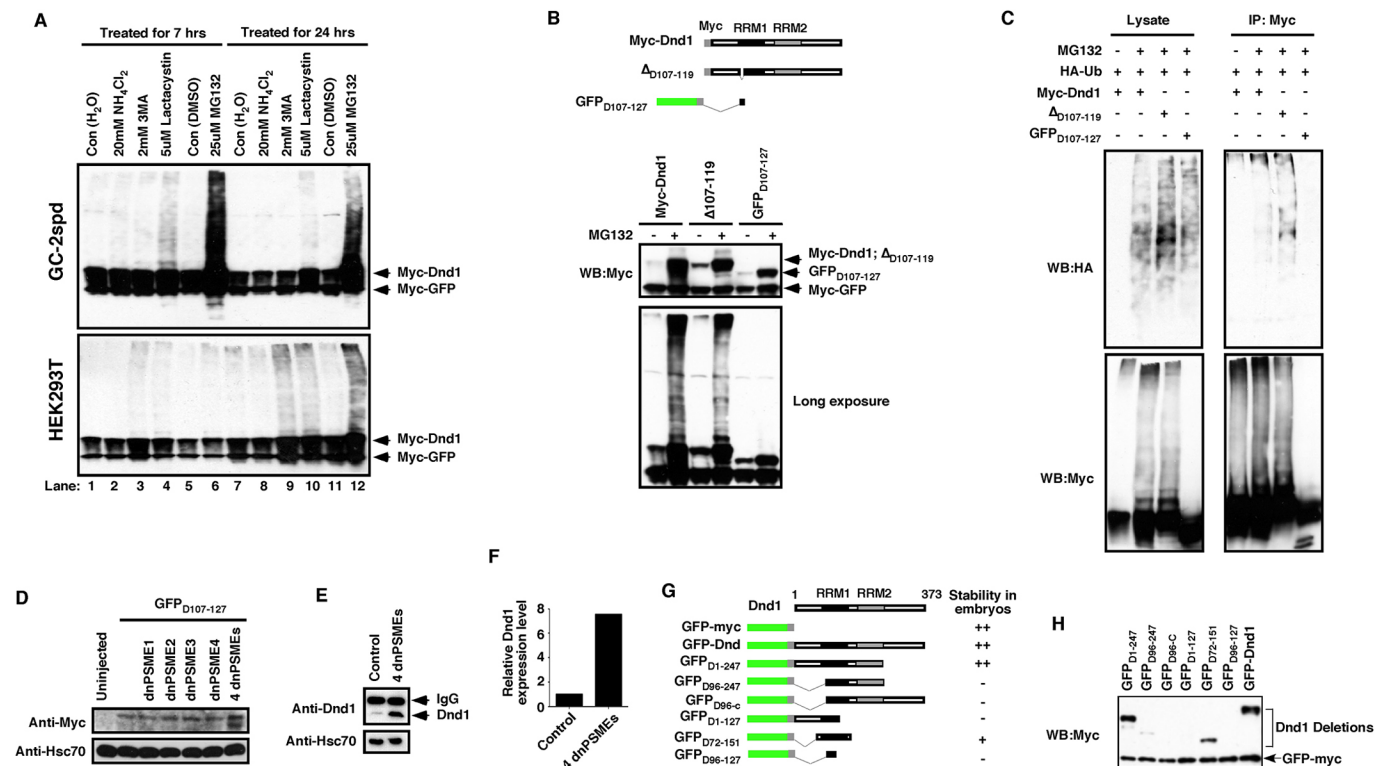 A
Treated for 7 hrs Treated for 24 hrs
Con (H2O)
20mM NH4Cl2
2mM 3MA
5uM Lactacystin
Con (DMSO)
25uM MG132
Con (H2O)
20mM NH4Cl2
2mM 3MA
5uM Lactacystin
Con (DMSO)
25uM MG132
GC-2spd
Myc-Dnd1
Myc-GFP
HEK293T
Myc-Dnd1
Myc-GFP
Lane: 1 2 3 4 5 6 7 8 9 10 11 12
B
Myc RRM1 RRM2
Myc-Dnd1
ΔD107-119
GFPD107-127
Myc-Dnd1
Δ107-119
GFPD107-127
MG132 - + - + - +
WB:Myc
Myc-Dnd1; ΔD107-119
GFPD107-127
Myc-GFP
Long exposure
C
Lysate IP: Myc
MG132 - + + + - + + +
HA-Ub + + + + + + + +
Myc-Dnd1 + + - - + + - -
ΔD107-119 - - + - - - + -
GFPD107-127 - - - + - - - +
WB:HA
WB:Myc
D
GFPD107-127
Uninjected
dnPSME1
dnPSME2
dnPSME3
dnPSME4
4 dnPSMEs
Anti-Myc
Anti-Hsc70
E
Control
4 dnPSMEs
Anti-Dnd1
IgG
Dnd1
Anti-Hsc70
F
Relative Dnd1
expression level
8
6
4
2
0
Control
4 dnPSMEs
G
1 RRM1 RRM2 373 Stability in
Dnd1 embryos
GFP-myc ++
GFP-Dnd ++
GFPD1-247 ++
GFPD96-247 -
GFPD96-c -
GFPD1-127 -
GFPD72-151 +
GFPD96-127 -
H
GFPD1-247
GFPD96-247
GFPD96-C
GFPD1-127
GFPD72-151
GFPD96-127
GFP-Dnd1
WB:Myc
Dnd1 Deletions
GFP-myc